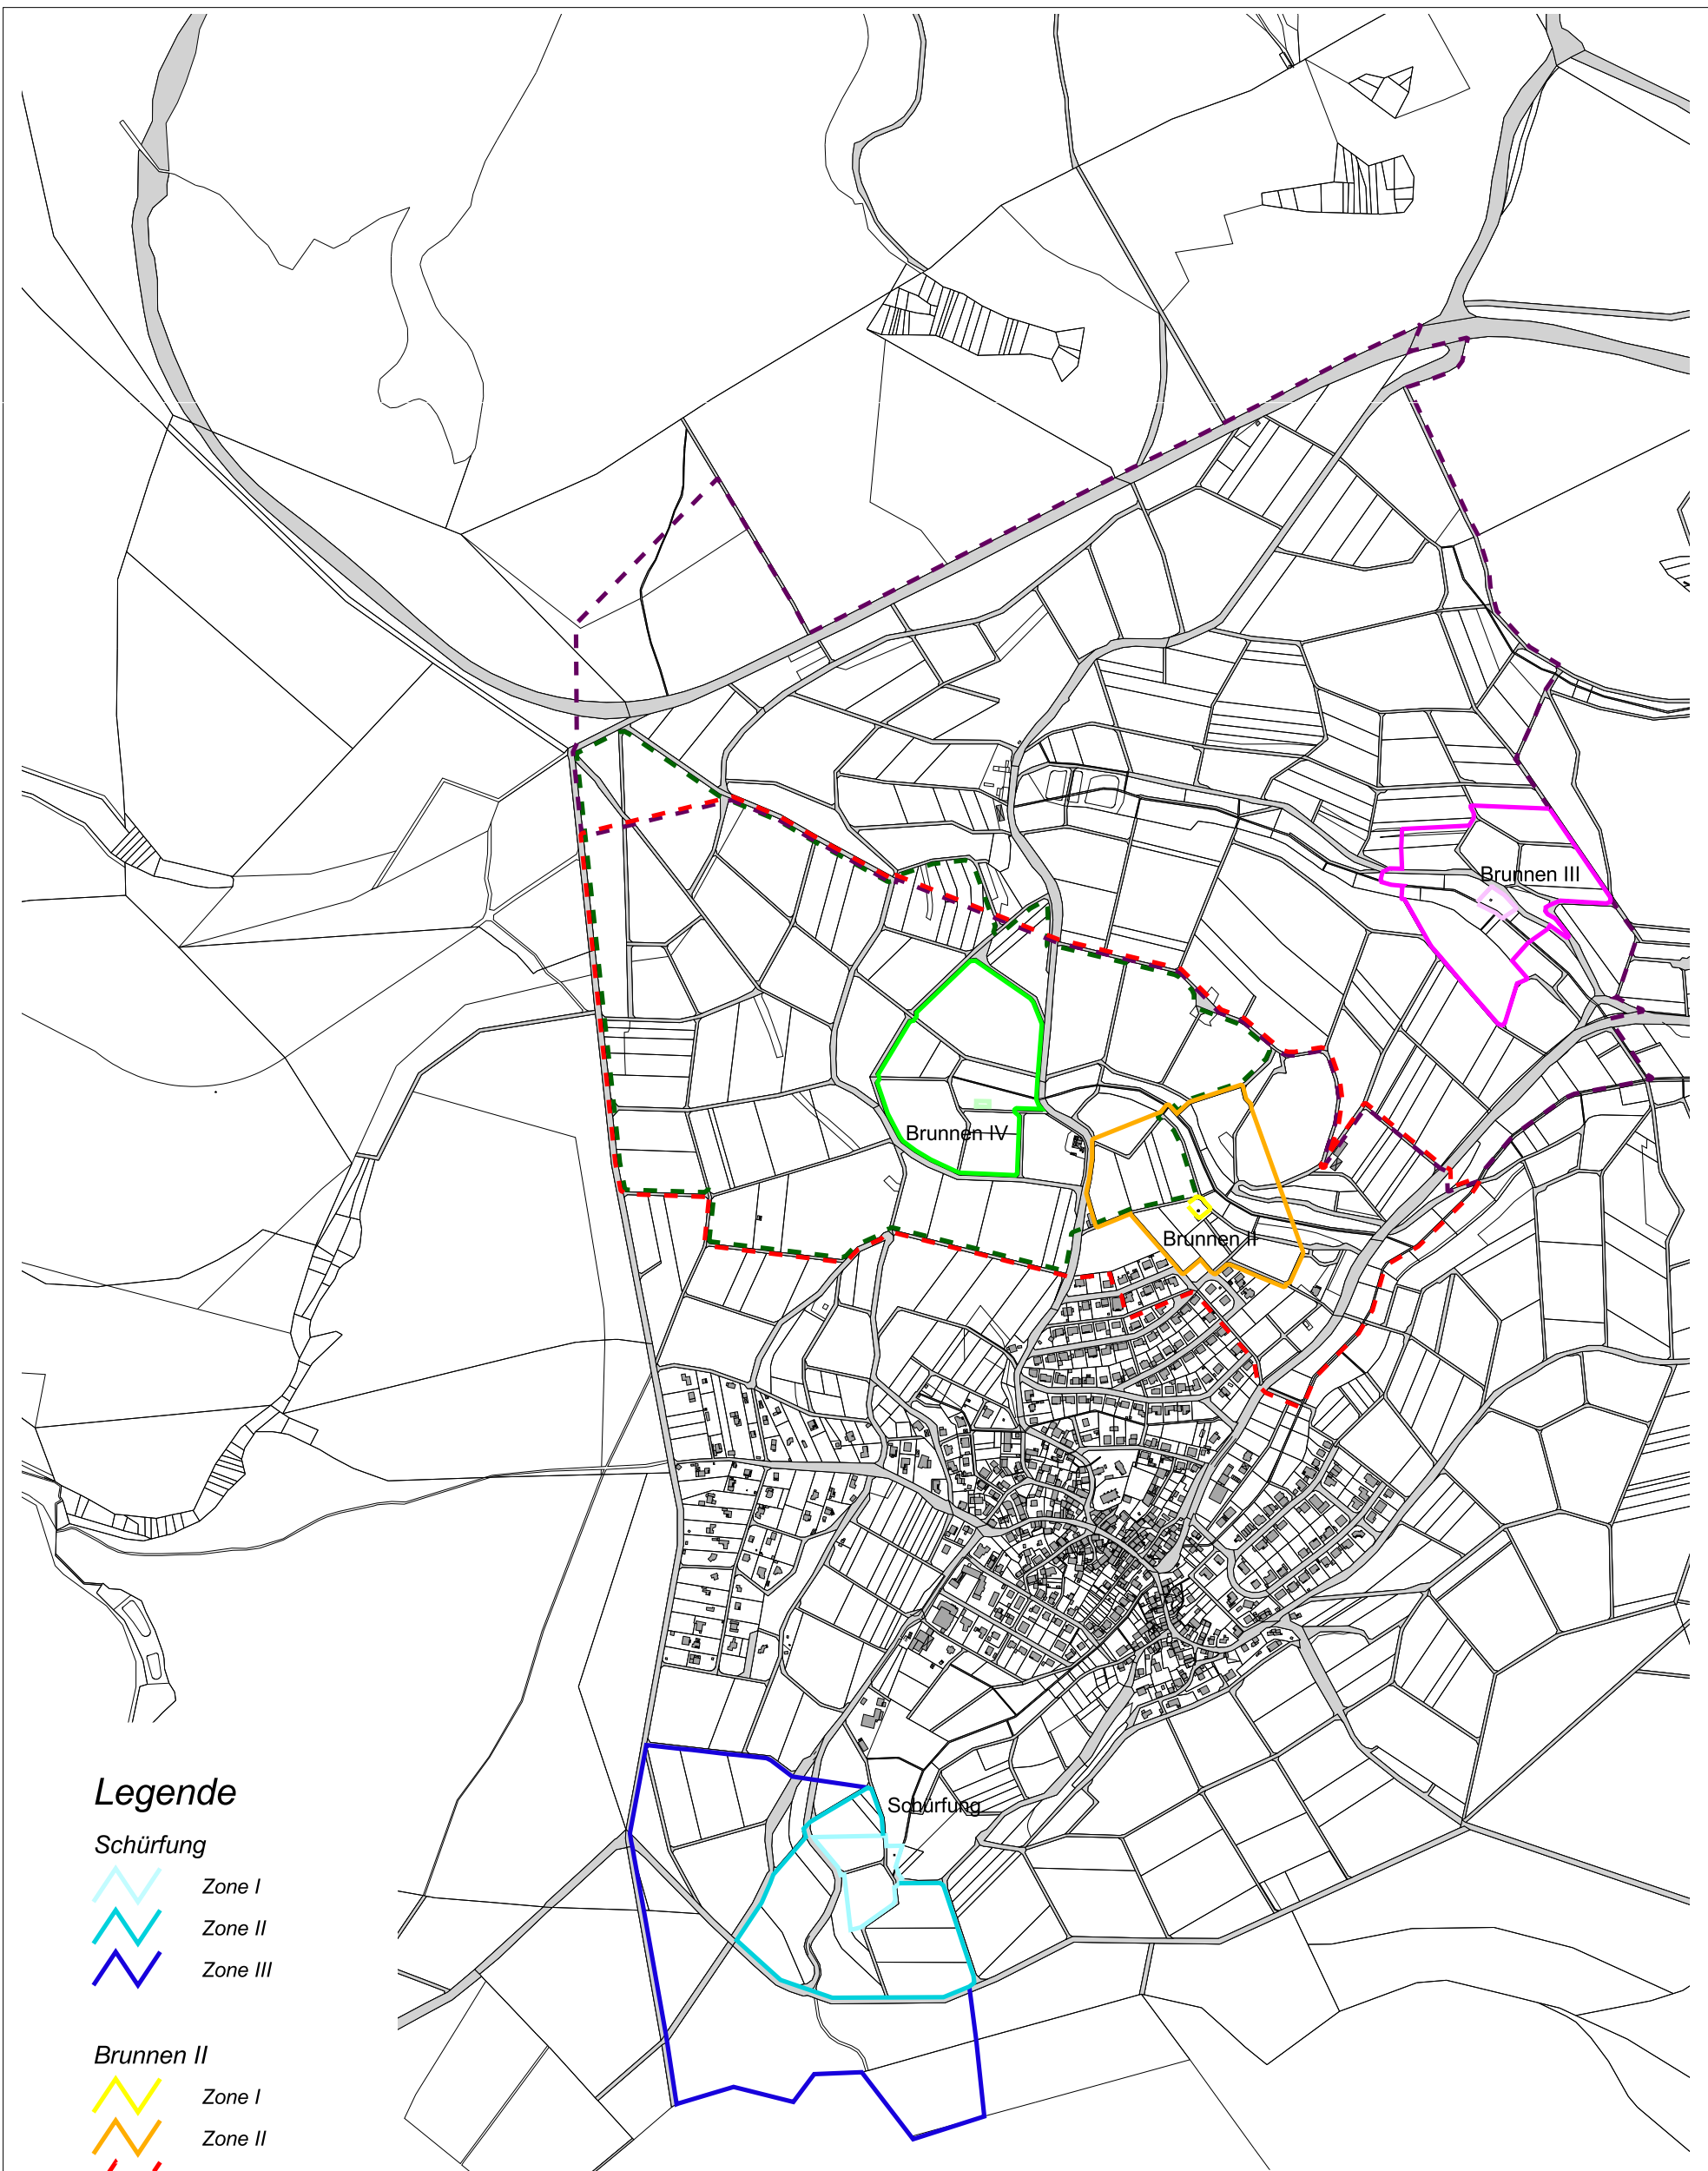 Brunnen III
Brunnen IV
Brunnen II
Schürfung
Legende
Schürfung
Zone I
Zone II
Zone III
Brunnen II
Zone I
Zone II